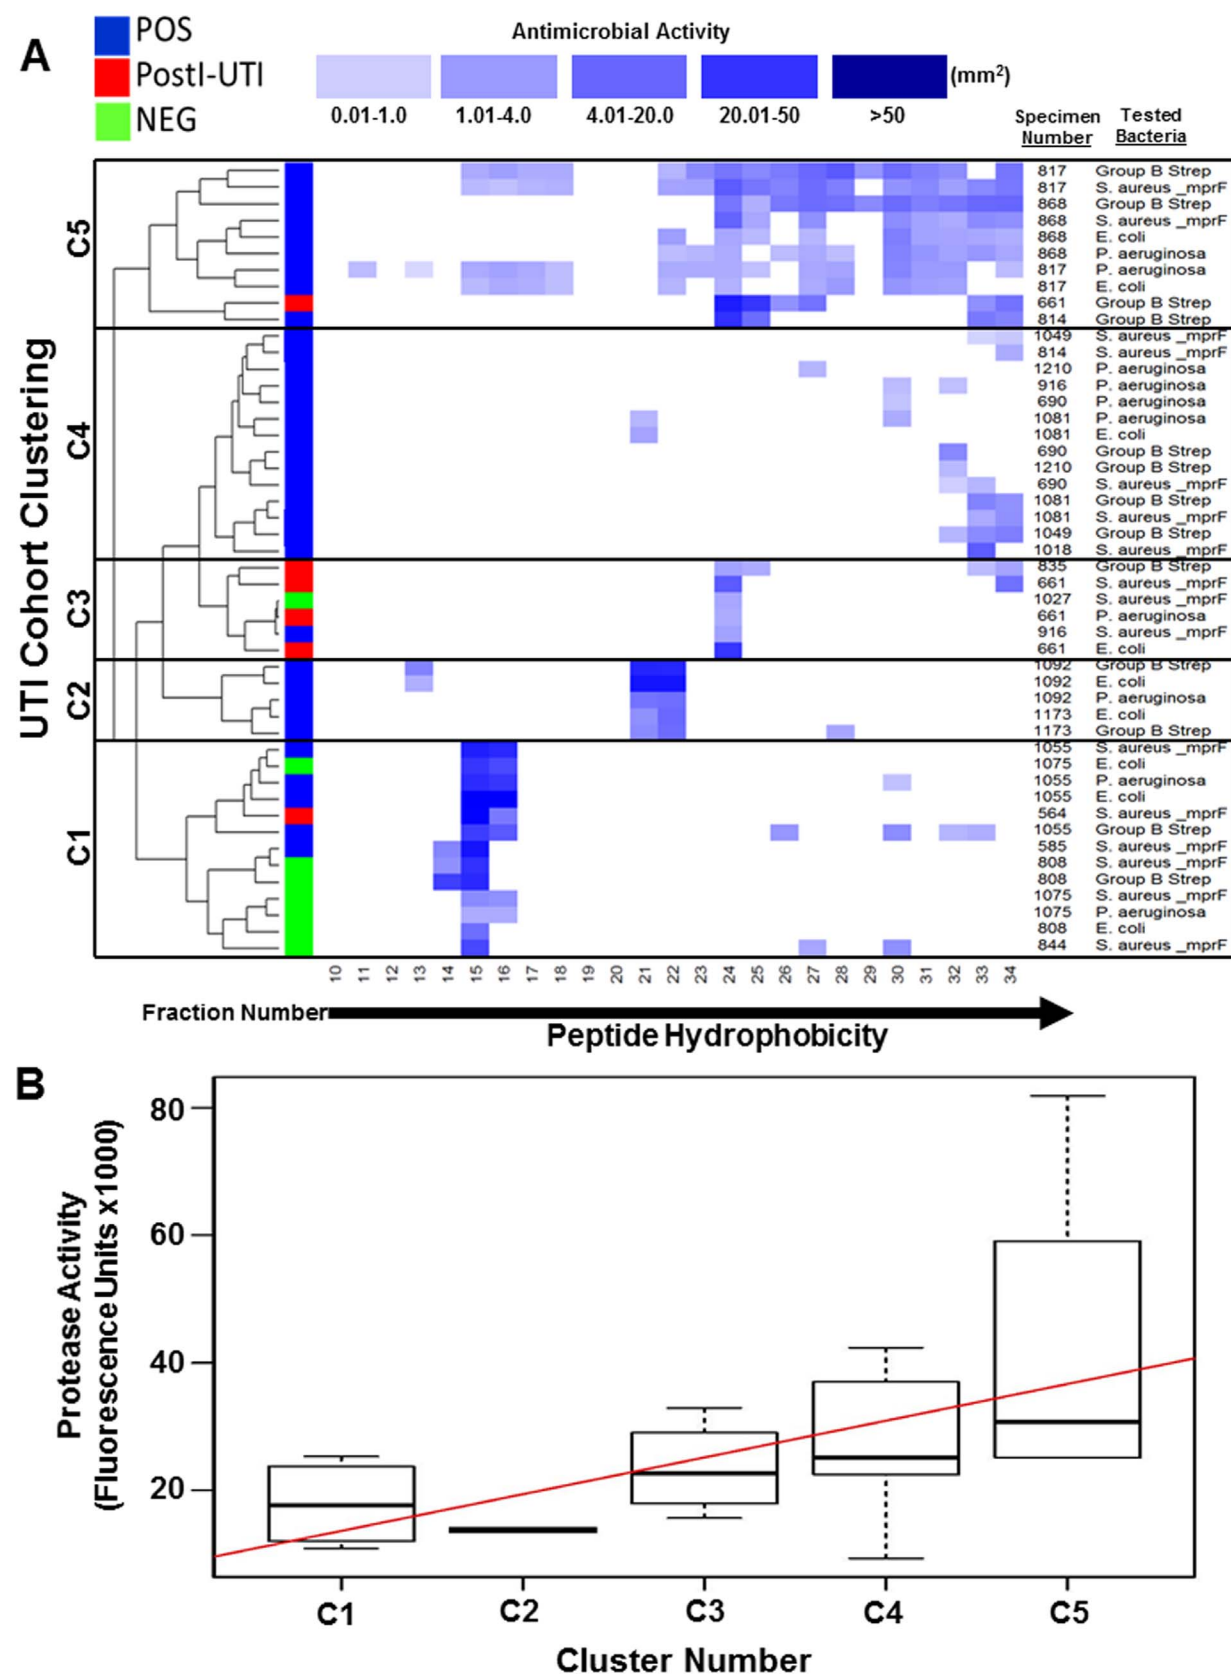 A
POS
PostI-UTI
NEG
Antimicrobial Activity
(mm²)
0.01-1.0 1.01-4.0 4.01-20.0 20.01-50 >50
Specimen Number Tested Bacteria
UTI Cohort Clustering
C5
817 Group B Strep
817 S. aureus _mprF
868 Group B Strep
868 S. aureus _mprF
868 E. coli
868 P. aeruginosa
817 P. aeruginosa
817 E. coli
661 Group B Strep
814 Group B Strep
C4
1049 S. aureus _mprF
814 S. aureus _mprF
1210 P. aeruginosa
916 P. aeruginosa
690 P. aeruginosa
1081 P. aeruginosa
1081 E. coli
690 Group B Strep
1210 Group B Strep
690 S. aureus _mprF
1081 Group B Strep
1081 S. aureus _mprF
1049 Group B Strep
1018 S. aureus _mprF
C3
835 Group B Strep
661 S. aureus _mprF
1027 S. aureus _mprF
661 P. aeruginosa
916 S. aureus _mprF
661 E. coli
C2
1092 Group B Strep
1092 E. coli
1092 P. aeruginosa
1173 E. coli
1173 Group B Strep
C1
1055 S. aureus _mprF
1075 E. coli
1055 P. aeruginosa
1055 E. coli
564 S. aureus _mprF
1055 Group B Strep
585 S. aureus _mprF
808 S. aureus _mprF
808 Group B Strep
1075 S. aureus _mprF
1075 P. aeruginosa
808 E. coli
844 S. aureus _mprF
10 11 12 13 14 15 16 17 18 19 20 21 22 23 24 25 26 27 28 29 30 31 32 33 34
Fraction Number
Peptide Hydrophobicity
B
Protease Activity
(Fluorescence Units x1000)
80
60
40
20
C1 C2 C3 C4 C5
Cluster Number